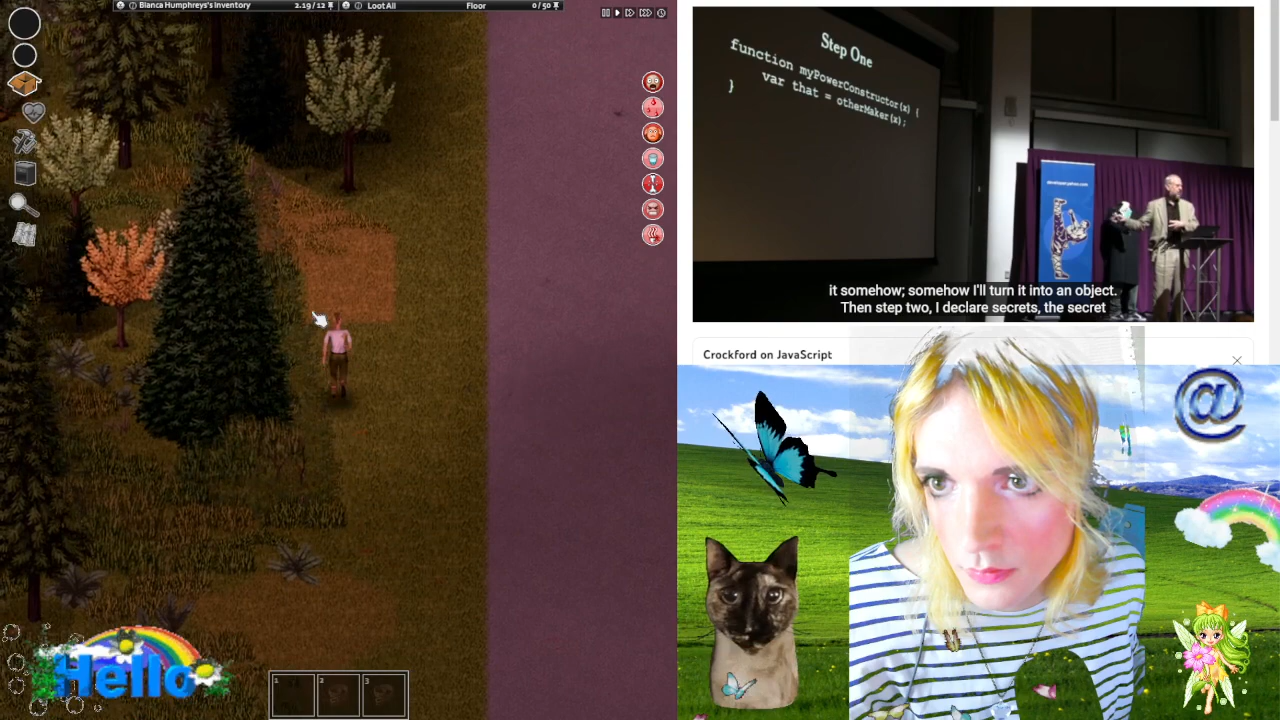 Bianca Humphreys's Inventory
2.19 / 12
Loot All
Floor
0 / 50
Step One
function myPowerConstructor(x) {
var that = otherMaker(x);
}
it somehow; somehow I'll turn it into an object.
Then step two, I declare secrets, the secret
Crockford on JavaScript
@
Hello
1
2
3